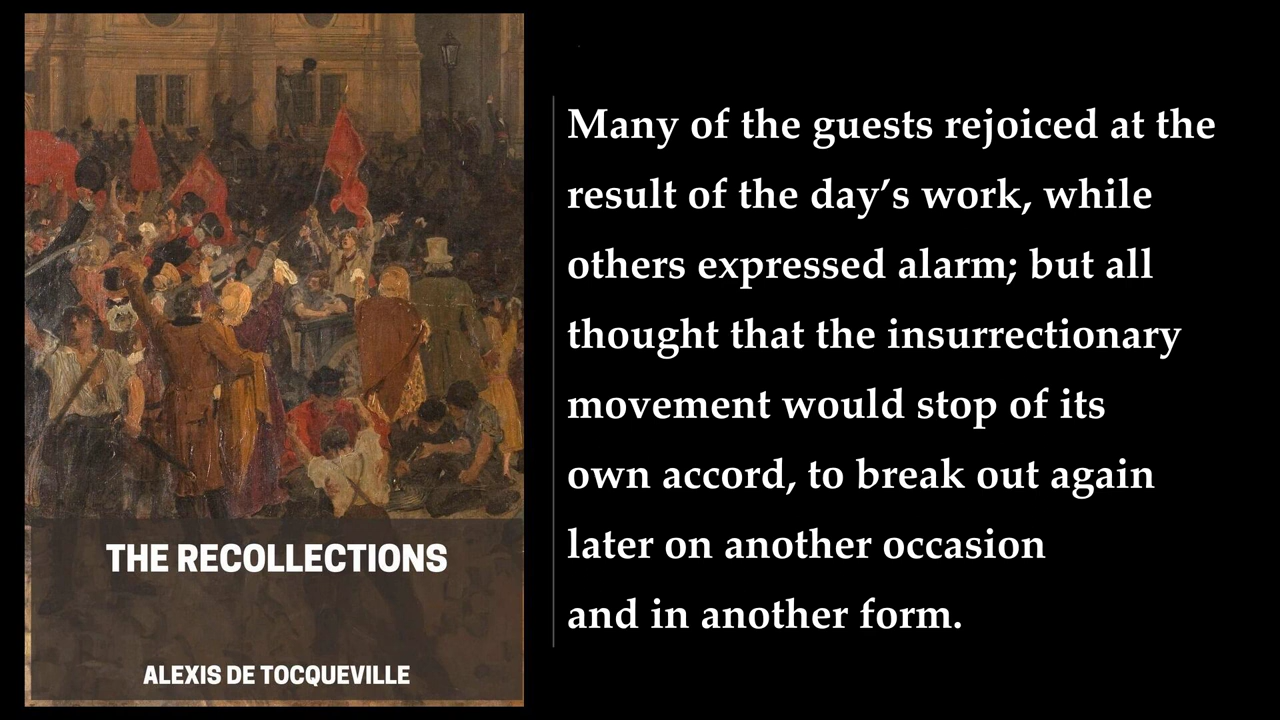 THE RECOLLECTIONS
ALEXIS DE TOCQUEVILLE
Many of the guests rejoiced at the
result of the day’s work, while
others expressed alarm; but all
thought that the insurrectionary
movement would stop of its
own accord, to break out again
later on another occasion
and in another form.